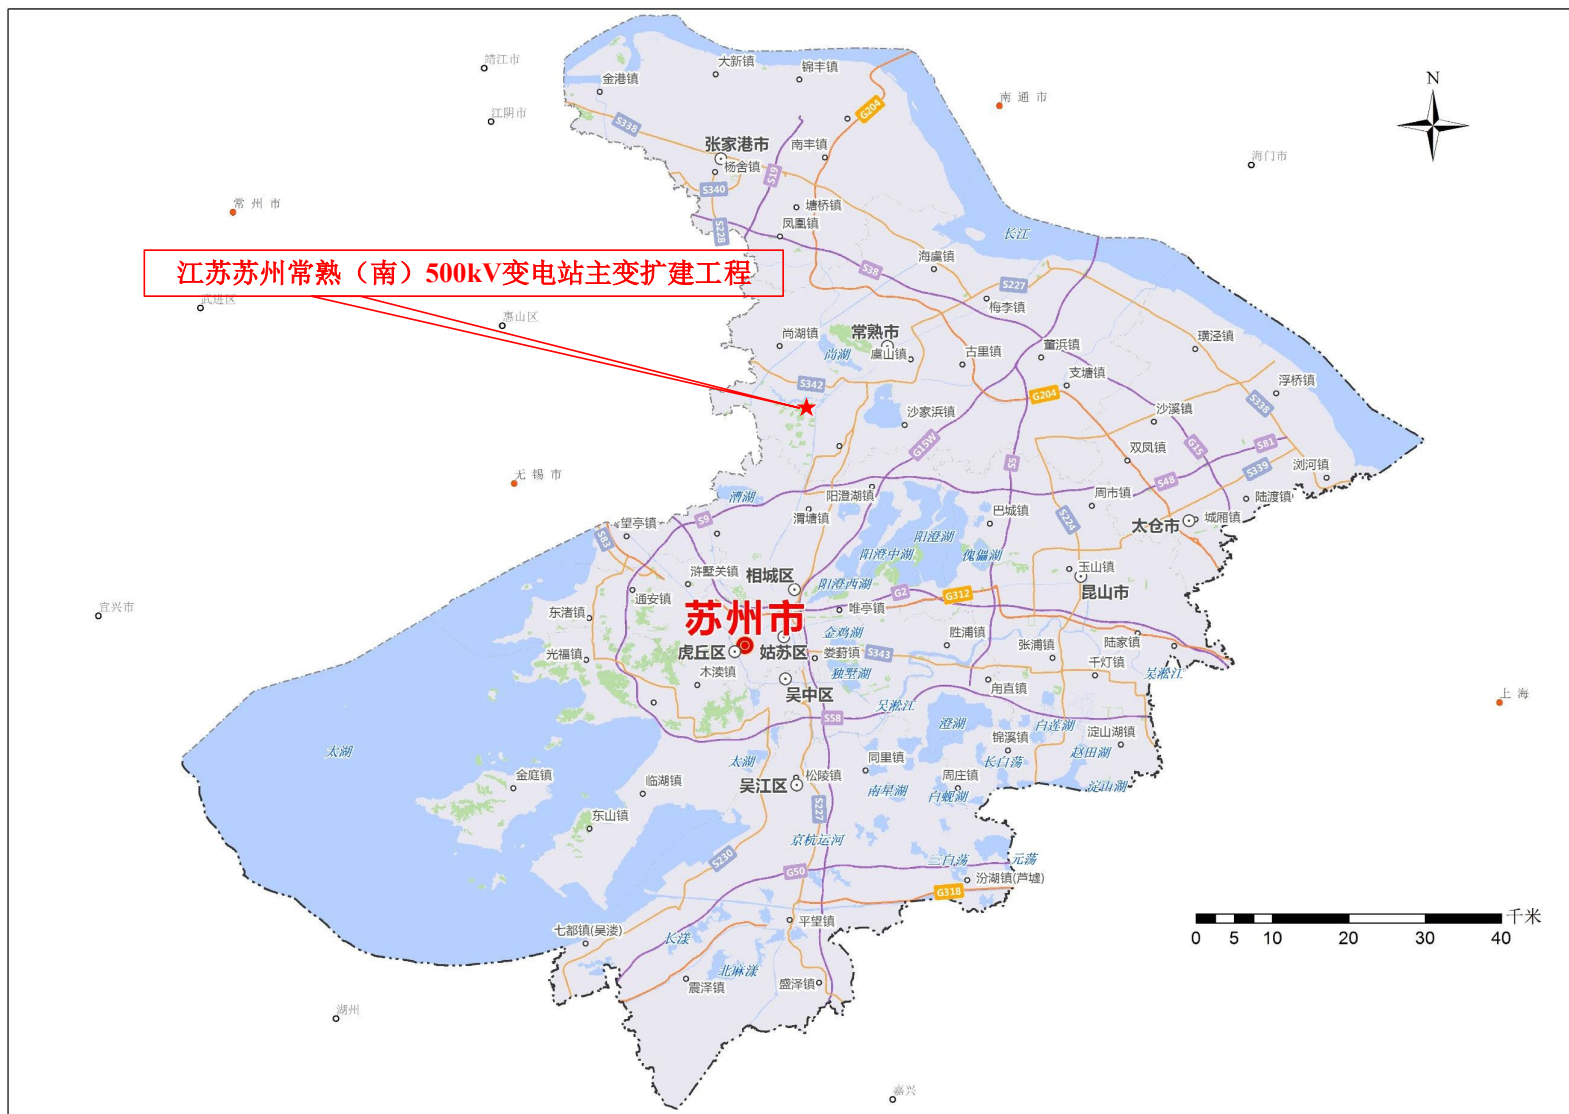 靖江市
大新镇
锦丰镇
金港镇
N
南通市
G204
江阴市
S338
南丰镇
张家港市
杨舍镇
海门市
S19
S340
常州市
塘桥镇
凤凰镇
S228
长江
海虞镇
江苏苏州常熟（南）500kV变电站主变扩建工程
S38
S227
武进区
梅李镇
惠山区
尚湖镇
常熟市
尚湖
虞山镇
古里镇
董浜镇
璜泾镇
支塘镇
浮桥镇
S342
G204
S338
沙家浜镇
沙溪镇
G15W
双凤镇
G15
S81
S5
S339
浏河镇
无锡市
S48
漕湖
阳澄湖镇
周市镇
陆渡镇
渭塘镇
巴城镇
S9
S224
太仓市
城厢镇
望亭镇
S83
阳澄湖
阳澄中湖
傀儡湖
浒墅关镇
相城区
阳澄西湖
玉山镇
昆山市
通安镇
G2
G312
宜兴市
东渚镇
苏州市
唯亭镇
金鸡湖
胜浦镇
陆家镇
光福镇
虎丘区
姑苏区
娄葑镇
S343
张浦镇
千灯镇
吴淞江
木渎镇
独墅湖
吴中区
甪直镇
上海
吴淞江
S58
澄湖
白莲湖
淀山湖镇
锦溪镇
太湖
太湖
同里镇
长白荡
赵田湖
金庭镇
临湖镇
吴江区
松陵镇
周庄镇
淀山湖
南星湖
白蚬湖
S227
东山镇
京杭运河
S230
三白荡
元荡
G50
汾湖镇(芦墟)
G318
千米
平望镇
七都镇(吴溇)
长漾
0 5 10 20 30 40
北麻漾
震泽镇
盛泽镇
湖州
嘉兴